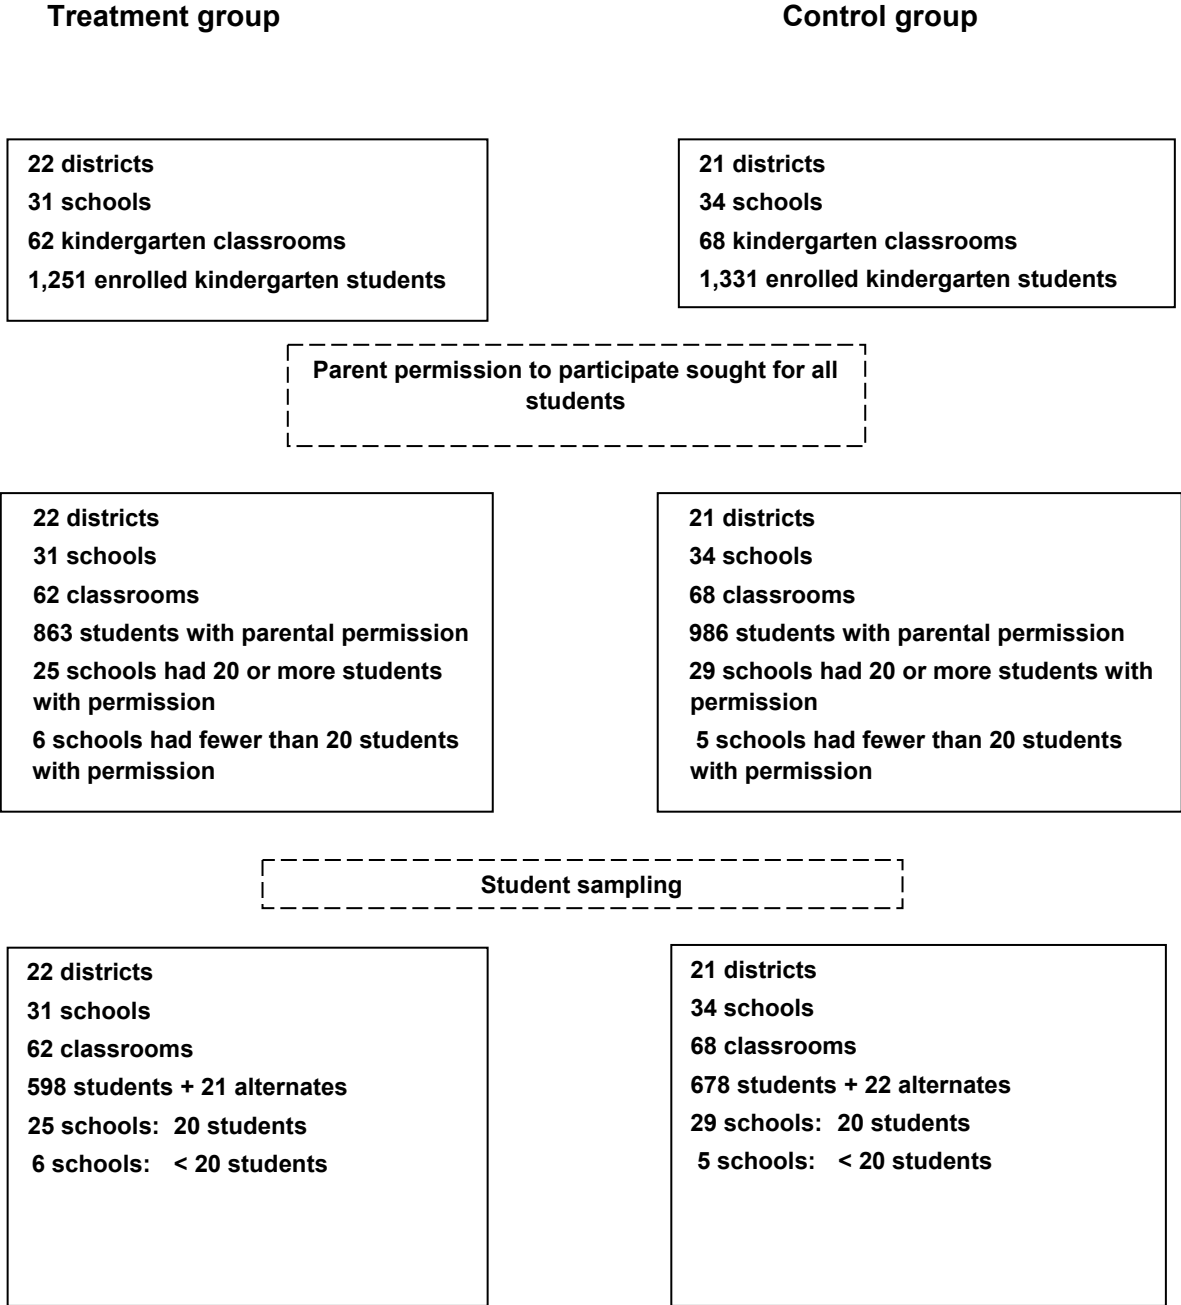 Treatment group
Control group
22 districts
31 schools
62 kindergarten classrooms
1,251 enrolled kindergarten students
21 districts
34 schools
68 kindergarten classrooms
1,331 enrolled kindergarten students
Parent permission to participate sought for all
students
22 districts
31 schools
62 classrooms
863 students with parental permission
25 schools had 20 or more students
with permission
6 schools had fewer than 20 students
with permission
21 districts
34 schools
68 classrooms
986 students with parental permission
29 schools had 20 or more students with
permission
5 schools had fewer than 20 students
with permission
Student sampling
22 districts
31 schools
62 classrooms
598 students + 21 alternates
25 schools: 20 students
6 schools: < 20 students
21 districts
34 schools
68 classrooms
678 students + 22 alternates
29 schools: 20 students
5 schools: < 20 students